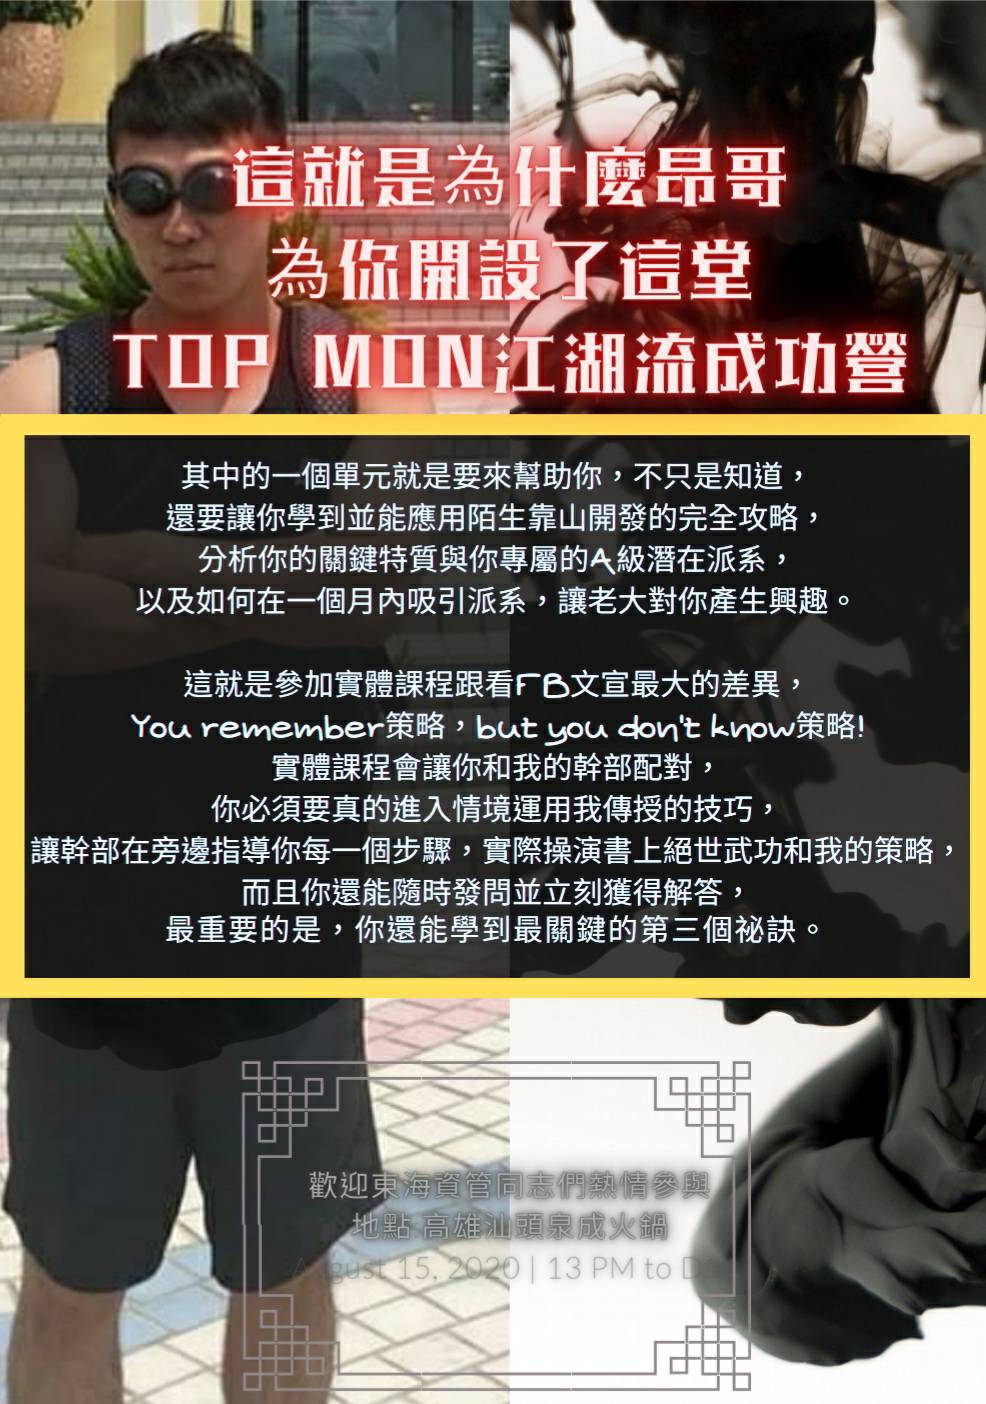 這就是為什麼昂哥
為你開設了這堂
TOP MON江湖流成功營
其中的一個單元就是要來幫助你，不只是知道，
還要讓你學到並能應用陌生靠山開發的完全攻略，
分析你的關鍵特質與你專屬的A級潛在派系，
以及如何在一個月內吸引派系，讓老大對你產生興趣。
這就是參加實體課程跟看FB文宣最大的差異，
You remember策略，but you don't know策略!
實體課程會讓你和我的幹部配對，
你必須要真的進入情境運用我傳授的技巧，
讓幹部在旁邊指導你每一個步驟，實際操演書上絕世武功和我的策略，
而且你還能隨時發問並立刻獲得解答，
最重要的是，你還能學到最關鍵的第三個祕訣。
歡迎東海資管同志們熱情參與
地點:高雄汕頭泉成火鍋
August 15, 2020 | 13 PM to